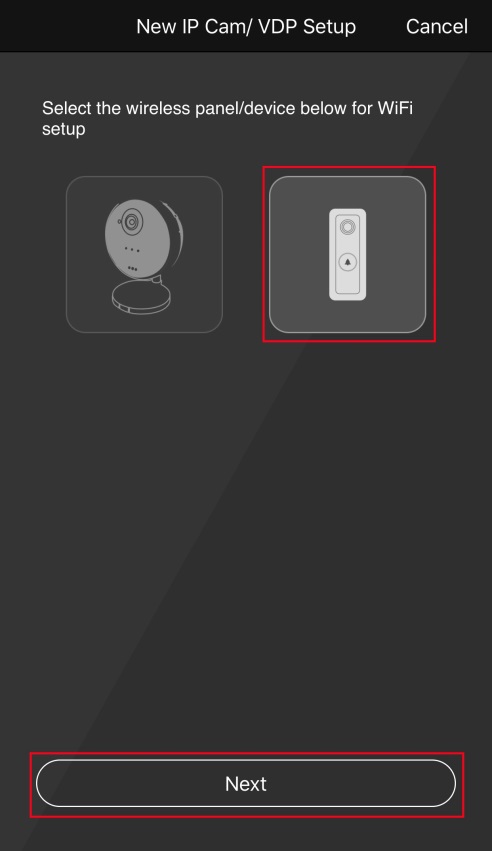 New IP Cam/ VDP Setup
Cancel
Select the wireless panel/device below for WiFi
setup
Next